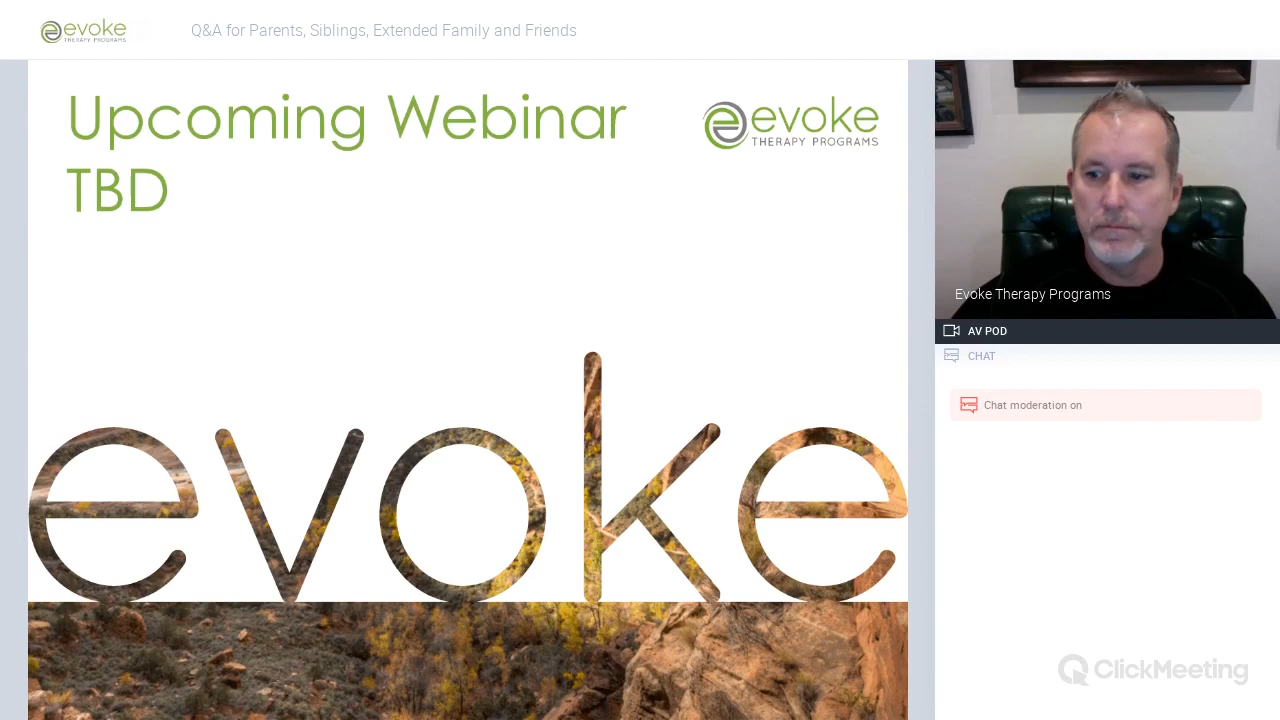 evoke
THERAPY PROGRAMS
Q&A for Parents, Siblings, Extended Family and Friends
Upcoming Webinar
TBD
evoke
THERAPY PROGRAMS
evoke
Evoke Therapy Programs
AV POD
CHAT
Chat moderation on
ClickMeeting